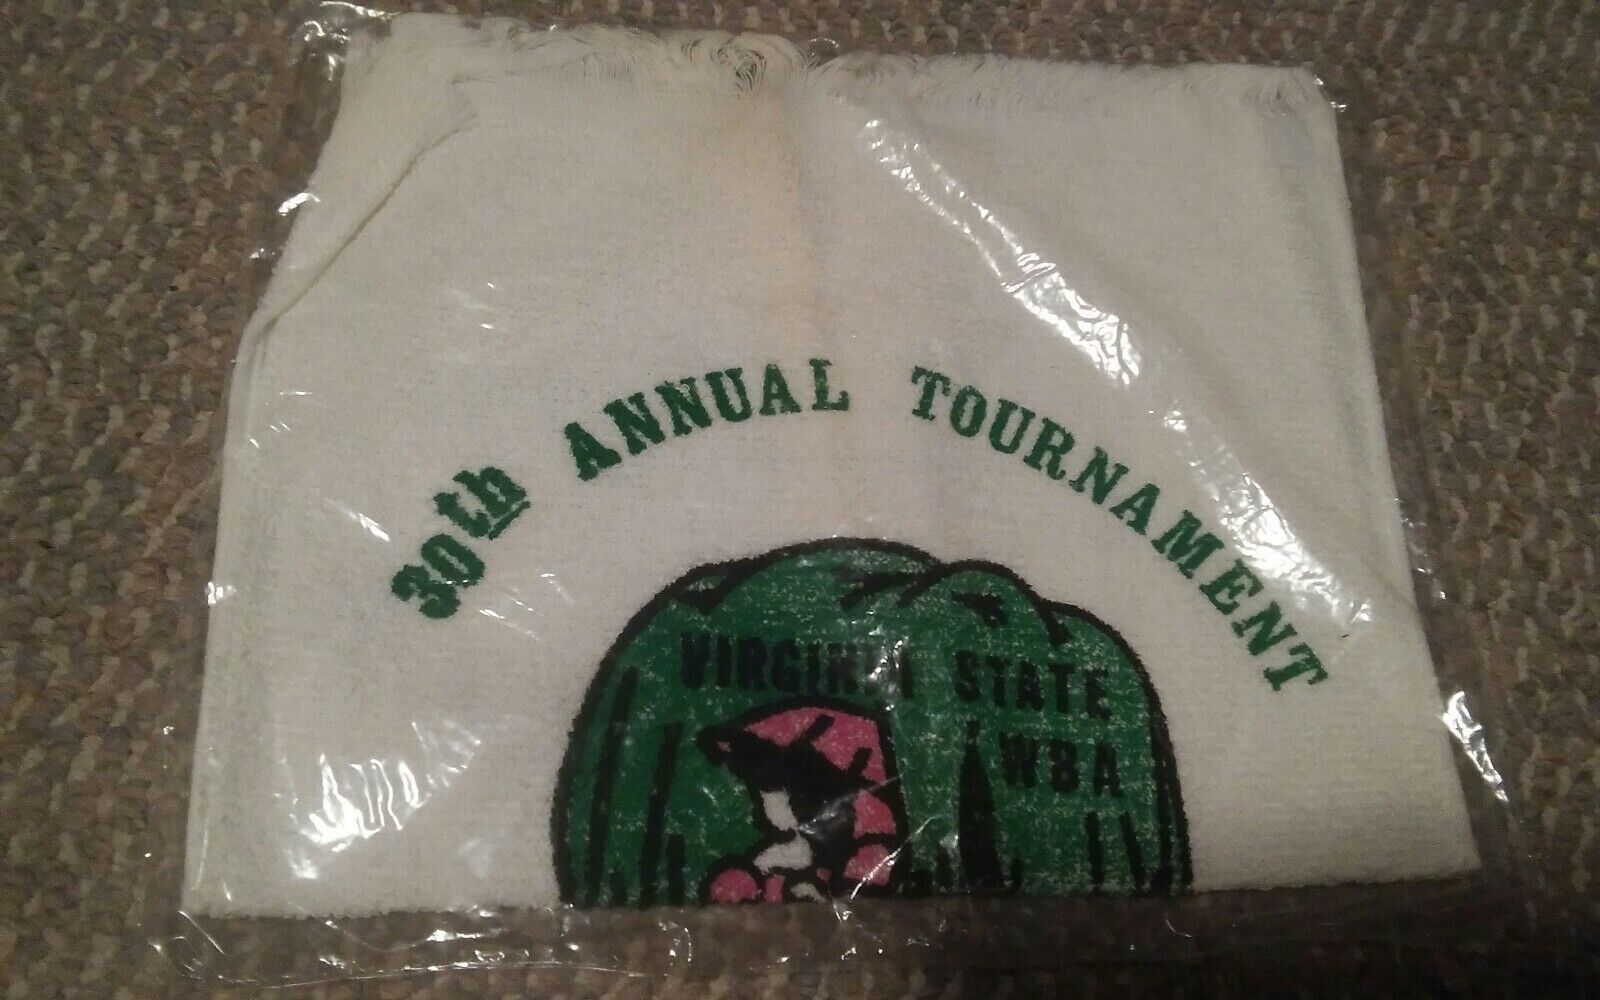 30th ANNUAL TOURNAMENT
VIRGINIA STATE
WBA